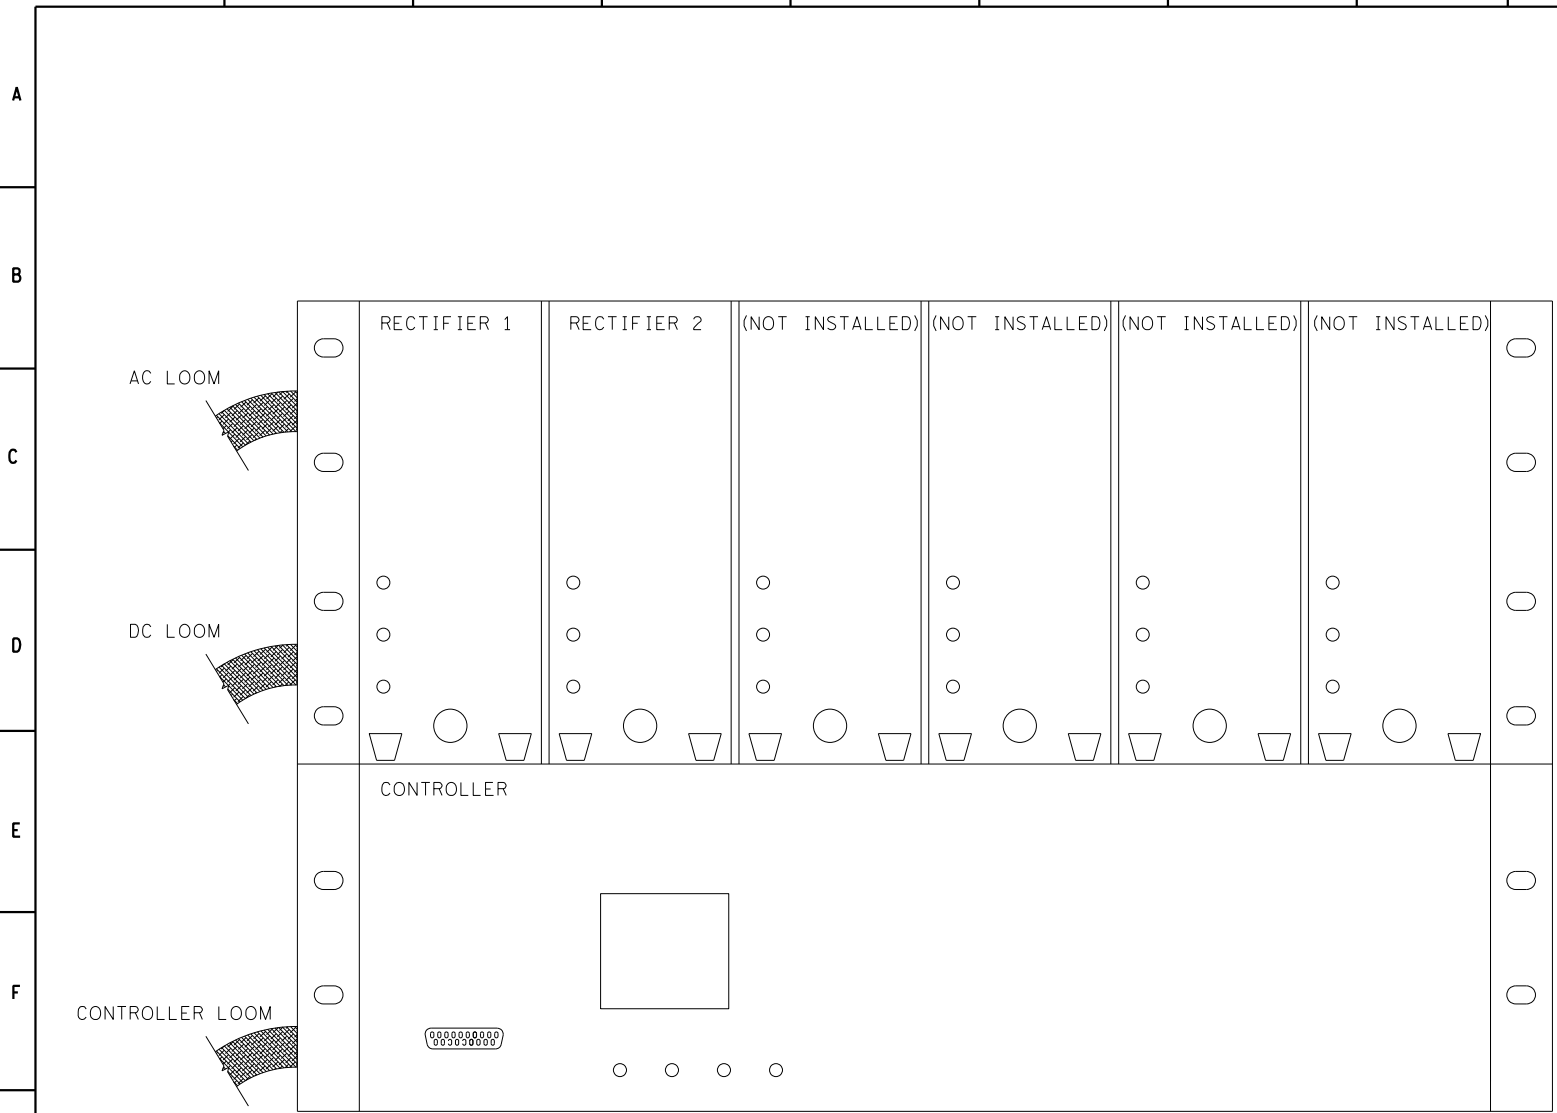 A
B
RECTIFIER 1
RECTIFIER 2
(NOT INSTALLED)
(NOT INSTALLED)
(NOT INSTALLED)
(NOT INSTALLED)
AC LOOM
C
DC LOOM
D
CONTROLLER
E
F
CONTROLLER LOOM